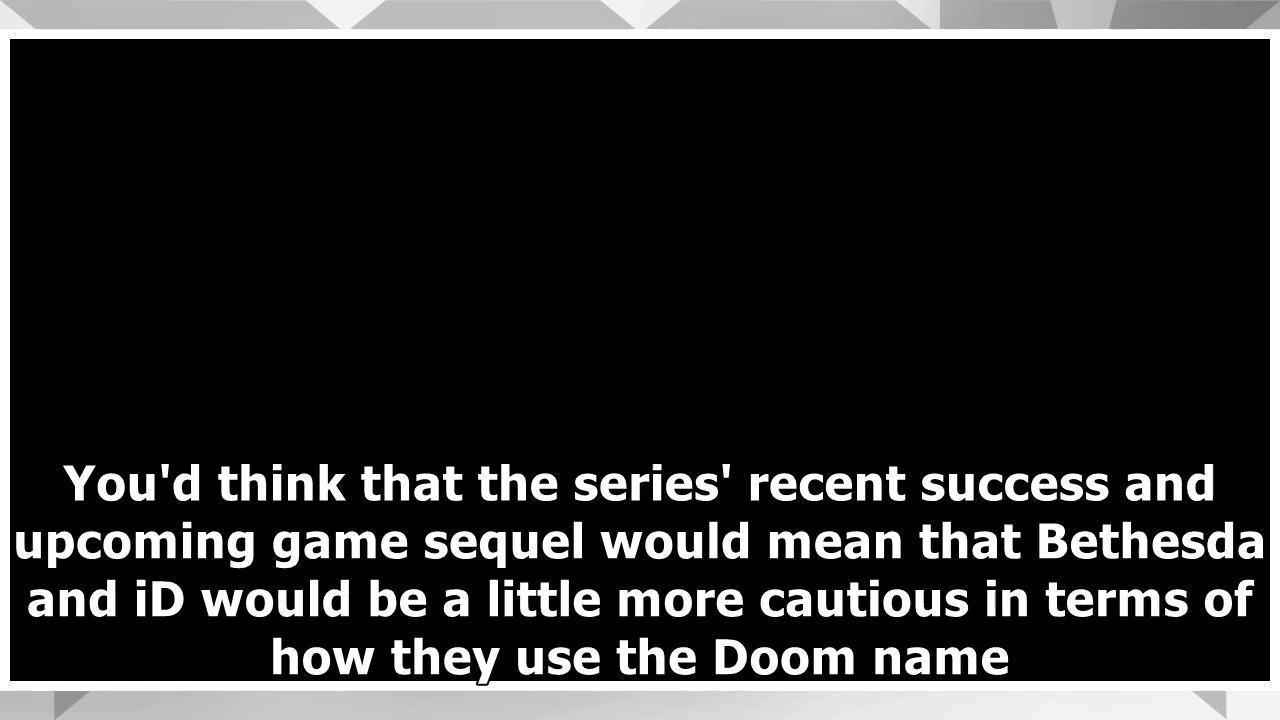 You'd think that the series' recent success and
upcoming game sequel would mean that Bethesda
and iD would be a little more cautious in terms of
how they use the Doom name